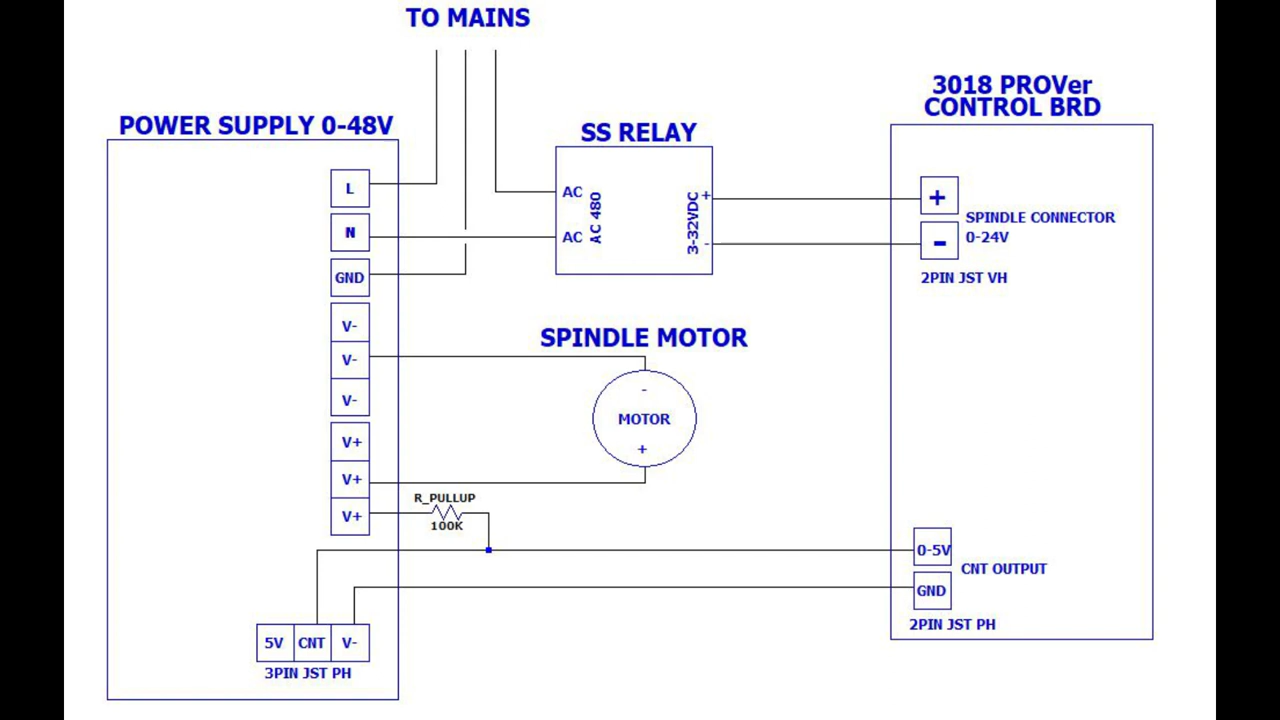 TO MAINS
3018 PROVer
CONTROL BRD
POWER SUPPLY 0-48V
SS RELAY
L
N
GND
V-
V-
V-
V+
V+
V+
AC
AC
AC 480
3-32VDC
+
-
+
-
SPINDLE CONNECTOR
0-24V
2PIN JST VH
SPINDLE MOTOR
-
MOTOR
+
R_PULLUP
100K
0-5V
GND
CNT OUTPUT
2PIN JST PH
5V CNT V-
3PIN JST PH